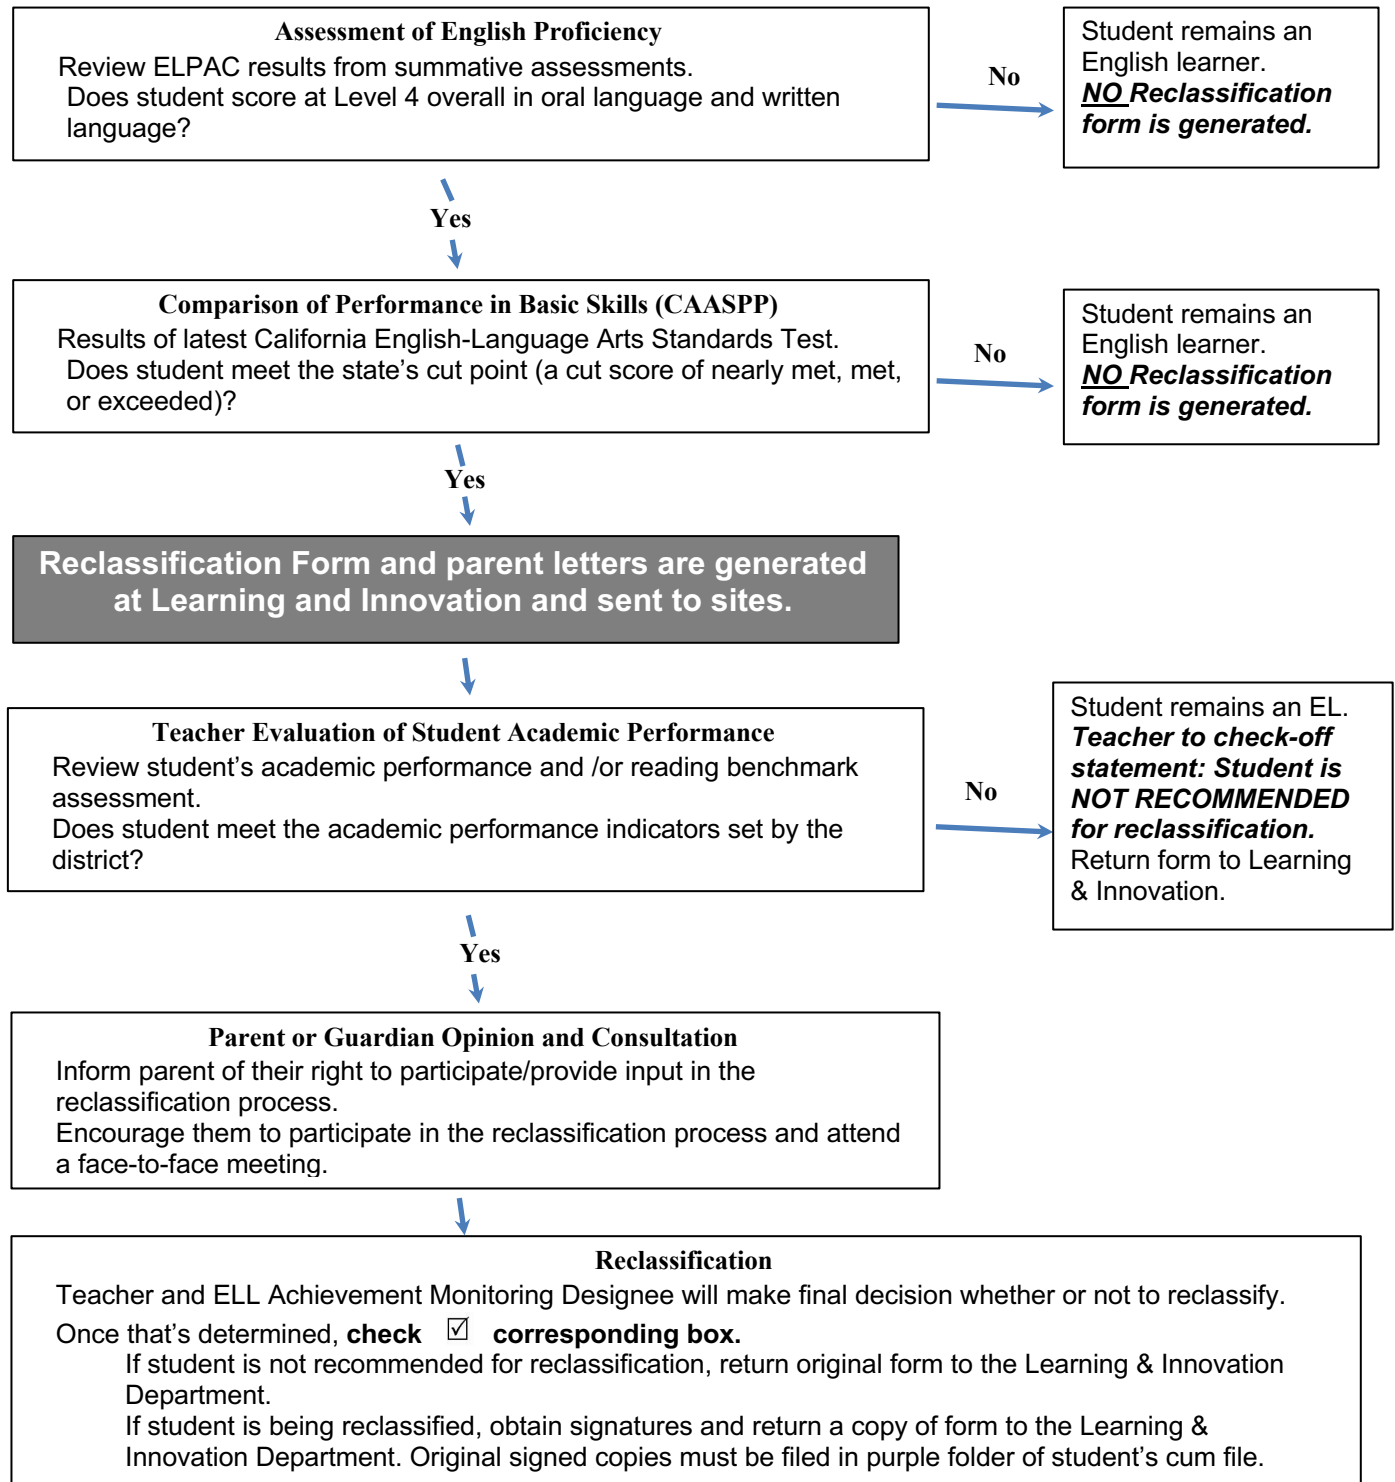 Assessment of English Proficiency
Review ELPAC results from summative assessments.
Does student score at Level 4 overall in oral language and written
language?
No
Student remains an
English learner.
NO Reclassification
form is generated.
Yes
Comparison of Performance in Basic Skills (CAASPP)
Results of latest California English-Language Arts Standards Test.
Does student meet the state’s cut point (a cut score of nearly met, met,
or exceeded)?
No
Student remains an
English learner.
NO Reclassification
form is generated.
Yes
Reclassification Form and parent letters are generated
at Learning and Innovation and sent to sites.
Teacher Evaluation of Student Academic Performance
Review student’s academic performance and /or reading benchmark
assessment.
Does student meet the academic performance indicators set by the
district?
No
Student remains an EL.
Teacher to check-off
statement: Student is
NOT RECOMMENDED
for reclassification.
Return form to Learning
& Innovation.
Yes
Parent or Guardian Opinion and Consultation
Inform parent of their right to participate/provide input in the
reclassification process.
Encourage them to participate in the reclassification process and attend
a face-to-face meeting.
Reclassification
Teacher and ELL Achievement Monitoring Designee will make final decision whether or not to reclassify.
Once that’s determined, check ☑ corresponding box.
If student is not recommended for reclassification, return original form to the Learning & Innovation
Department.
If student is being reclassified, obtain signatures and return a copy of form to the Learning &
Innovation Department. Original signed copies must be filed in purple folder of student’s cum file.